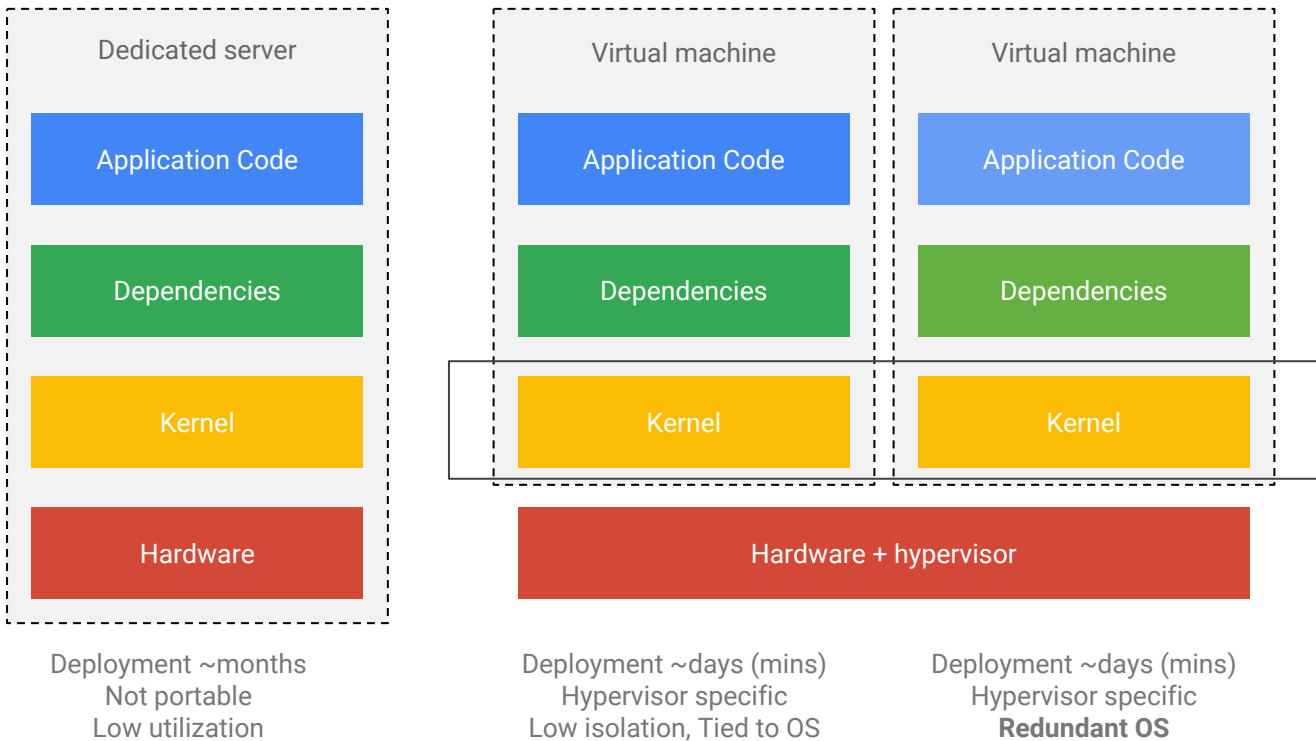 Dedicated server
Application Code
Dependencies
Kernel
Hardware
Deployment ~months
Not portable
Low utilization
Virtual machine
Application Code
Dependencies
Kernel
Virtual machine
Application Code
Dependencies
Kernel
Hardware + hypervisor
Deployment ~days (mins)
Hypervisor specific
Low isolation, Tied to OS
Deployment ~days (mins)
Hypervisor specific
Redundant OS